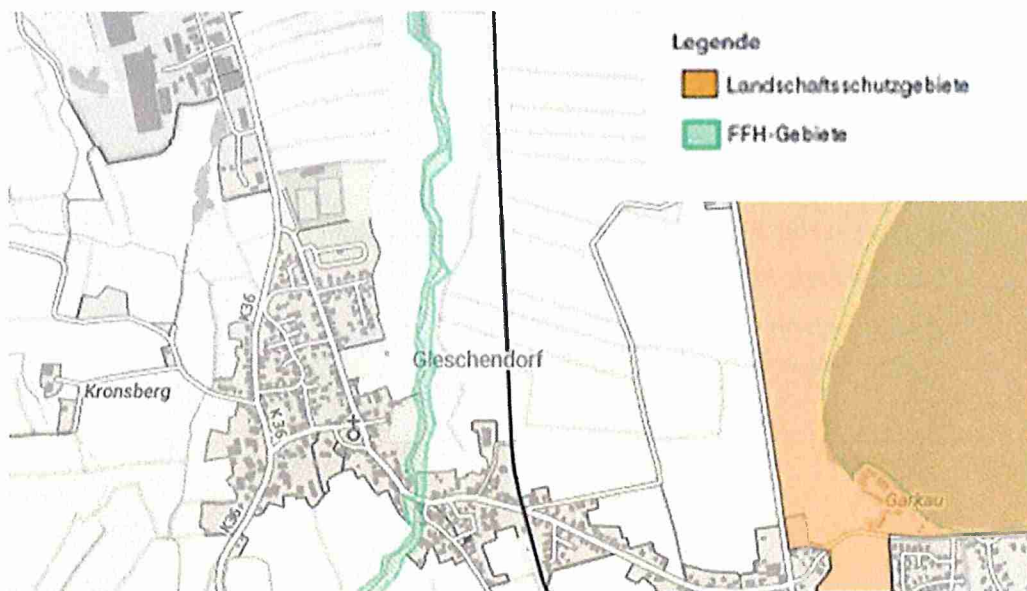 Legende
Landschaftsschutzgebiete
FFH-Gebiete
K36
Gleschendorf
Kronsberg
K36
Garkau
K36